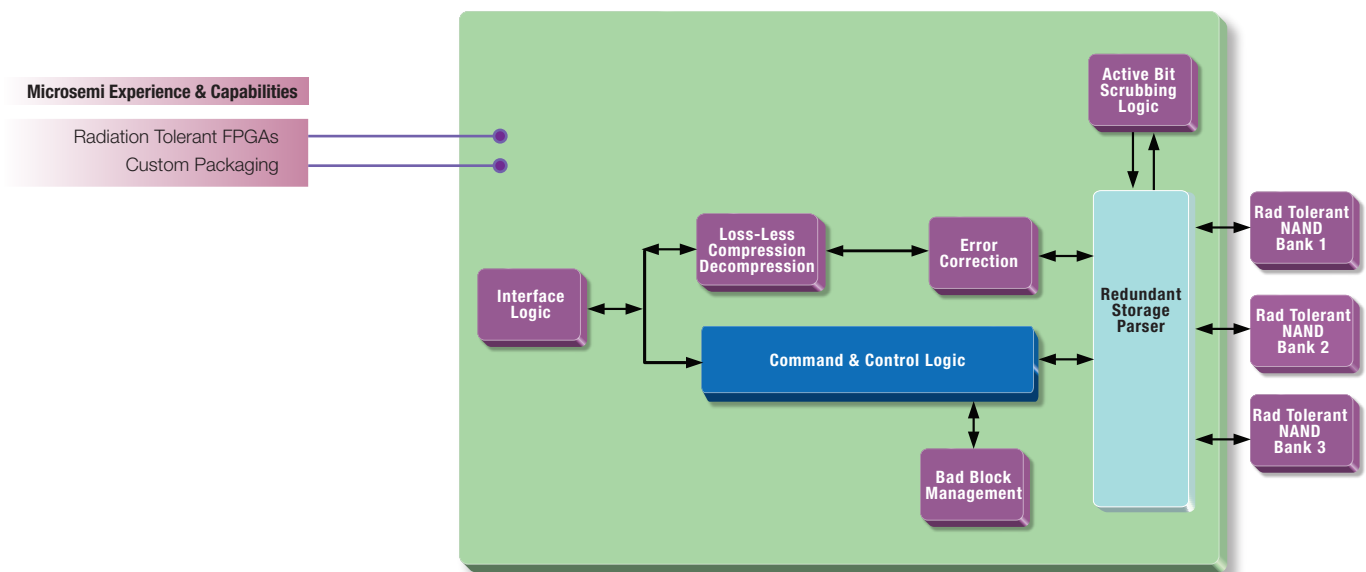 Microsemi Experience & Capabilities
Radiation Tolerant FPGAs
Custom Packaging
Active Bit
Scrubbing
Logic
Loss-Less
Compression
Decompression
Error
Correction
Interface
Logic
Command & Control Logic
Bad Block
Management
Redundant
Storage
Parser
Rad Tolerant
NAND
Bank 1
Rad Tolerant
NAND
Bank 2
Rad Tolerant
NAND
Bank 3